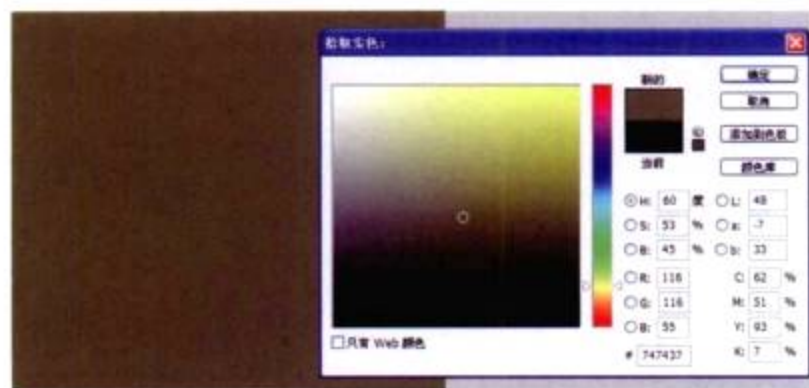 拾取实色:
新的
当前
确定
取消
添加到色板
颜色库
H: 60 度 L: 48
S: 53 % a: -7
B: 45 % b: 33
R: 116 C: 62 %
G: 116 M: 51 %
B: 55 Y: 93 %
# 747437 K: 7 %
只有 Web 颜色